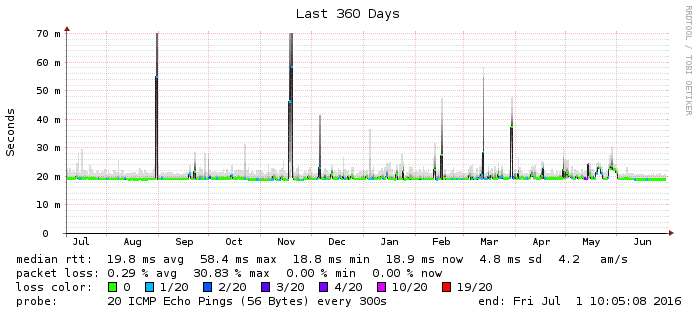 Last 360 Days
RRDTOOL / TOBI OETIKER
Seconds
70 m
60 m
50 m
40 m
30 m
20 m
10 m
0
Jul Aug Sep Oct Nov Dec Jan Feb Mar Apr May Jun
median rtt: 19.8 ms avg 58.4 ms max 18.8 ms min 18.9 ms now 4.8 ms sd 4.2 am/s
packet loss: 0.29 % avg 30.83 % max 0.00 % min 0.00 % now
loss color: 0 1/20 2/20 3/20 4/20 10/20 19/20
probe: 20 ICMP Echo Pings (56 Bytes) every 300s end: Fri Jul 1 10:05:08 2016